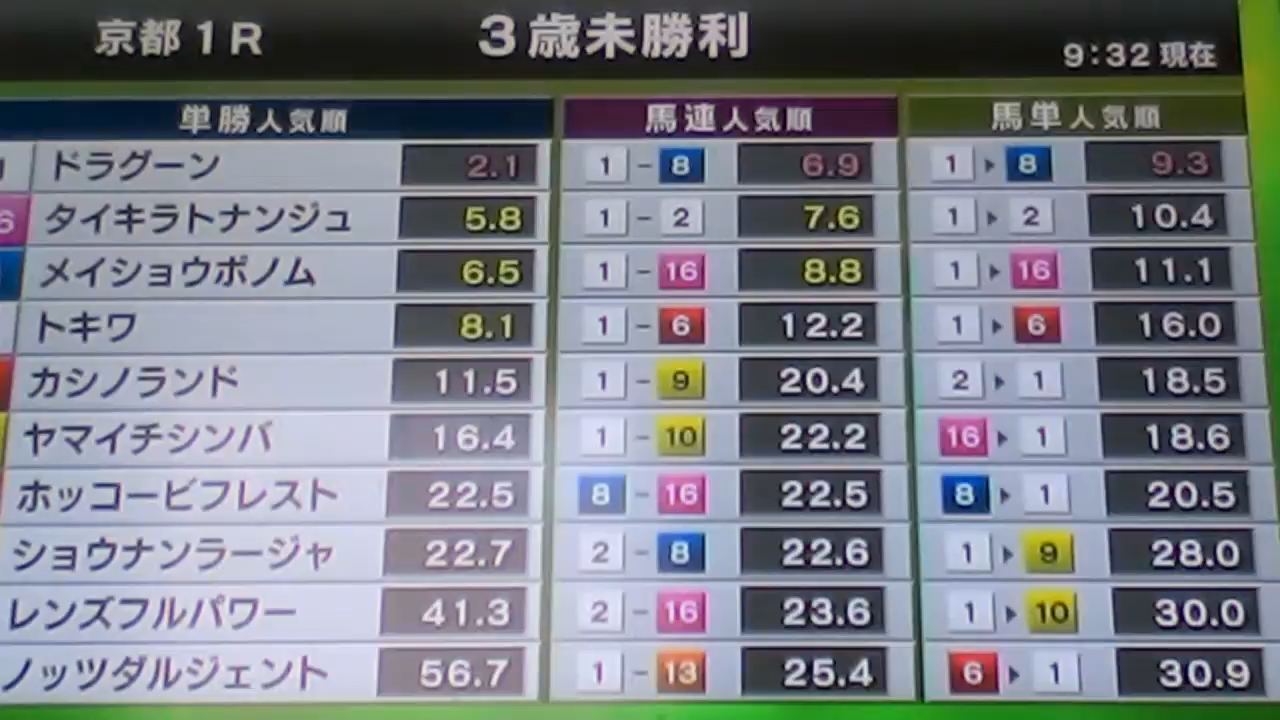 京都1R 3歳未勝利 9:32 現在
単勝人気順 馬連人気順 馬単人気順
ドラグーン 2.1 1-8 6.9 1▶8 9.3
6 タイキラトナンジュ 5.8 1-2 7.6 1▶2 10.4
メイショウボノム 6.5 1-16 8.8 1▶16 11.1
トキワ 8.1 1-6 12.2 1▶6 16.0
カシノランド 11.5 1-9 20.4 2▶1 18.5
ヤマイチシンバ 16.4 1-10 22.2 16▶1 18.6
ホッコービフレスト 22.5 8-16 22.5 8▶1 20.5
ショウナンラージャ 22.7 2-8 22.6 1▶9 28.0
レンズフルパワー 41.3 2-16 23.6 1▶10 30.0
ノッツダルジェント 56.7 1-13 25.4 6▶1 30.9